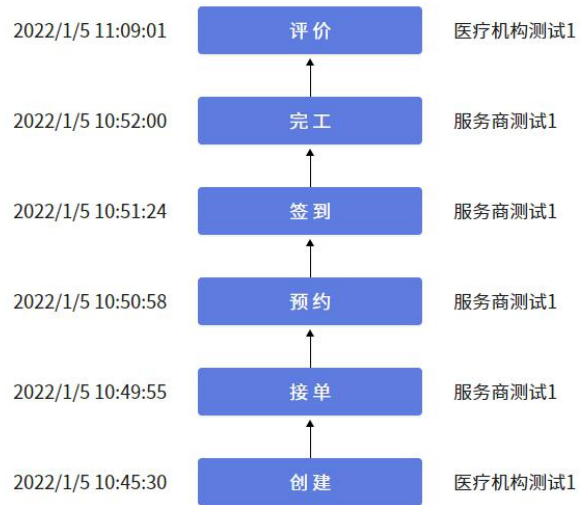 2022/1/5 11:09:01 评价 医疗机构测试1
2022/1/5 10:52:00 完工 服务商测试1
2022/1/5 10:51:24 签到 服务商测试1
2022/1/5 10:50:58 预约 服务商测试1
2022/1/5 10:49:55 接单 服务商测试1
2022/1/5 10:45:30 创建 医疗机构测试1